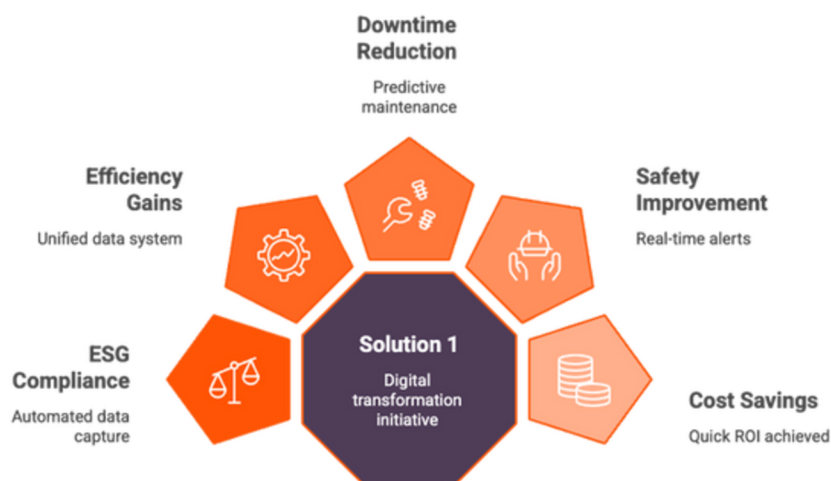 Downtime
Reduction
Predictive
maintenance
Efficiency
Gains
Unified data system
Safety
Improvement
Real-time alerts
ESG
Compliance
Automated data
capture
Solution 1
Digital
transformation
initiative
Cost Savings
Quick ROI achieved